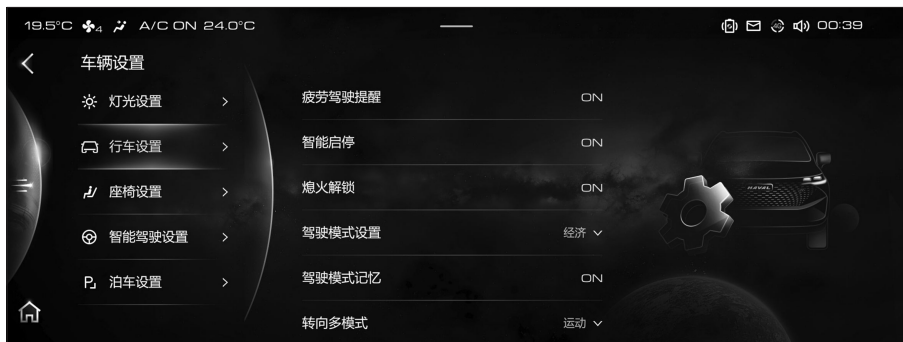 19.5°C 4 A/C ON 24.0°C 00:39
车辆设置
灯光设置
行车设置
座椅设置
智能驾驶设置
P 泊车设置
疲劳驾驶提醒 ON
智能启停 ON
熄火解锁 ON
驾驶模式设置 经济
驾驶模式记忆 ON
转向多模式 运动
HAVAL